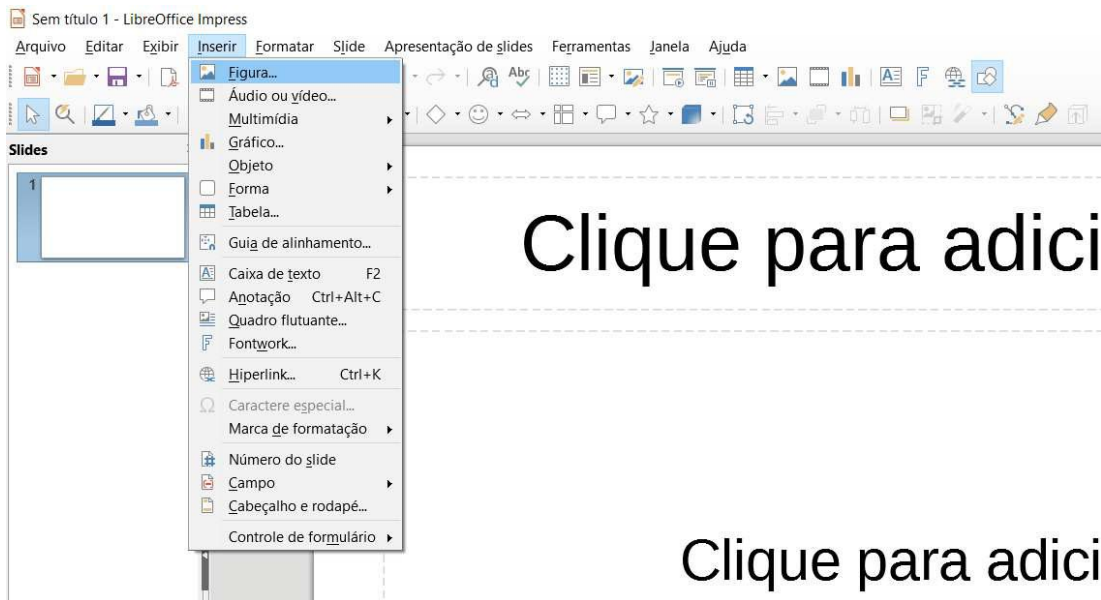 Sem título 1 - LibreOffice Impress
Arquivo Editar Exibir Inserir Formatar Slide Apresentação de slides Ferramentas Janela Ajuda
Figura...
Áudio ou vídeo...
Multimídia
Gráfico...
Objeto
Forma
Tabela...
Guia de alinhamento...
Caixa de texto F2
Anotação Ctrl+Alt+C
Quadro flutuante...
Fontwork...
Hiperlink... Ctrl+K
Caractere especial...
Marca de formatação
Número do slide
Campo
Cabeçalho e rodapé...
Controle de formulário
Slides
1
Clique para adici
Clique para adici